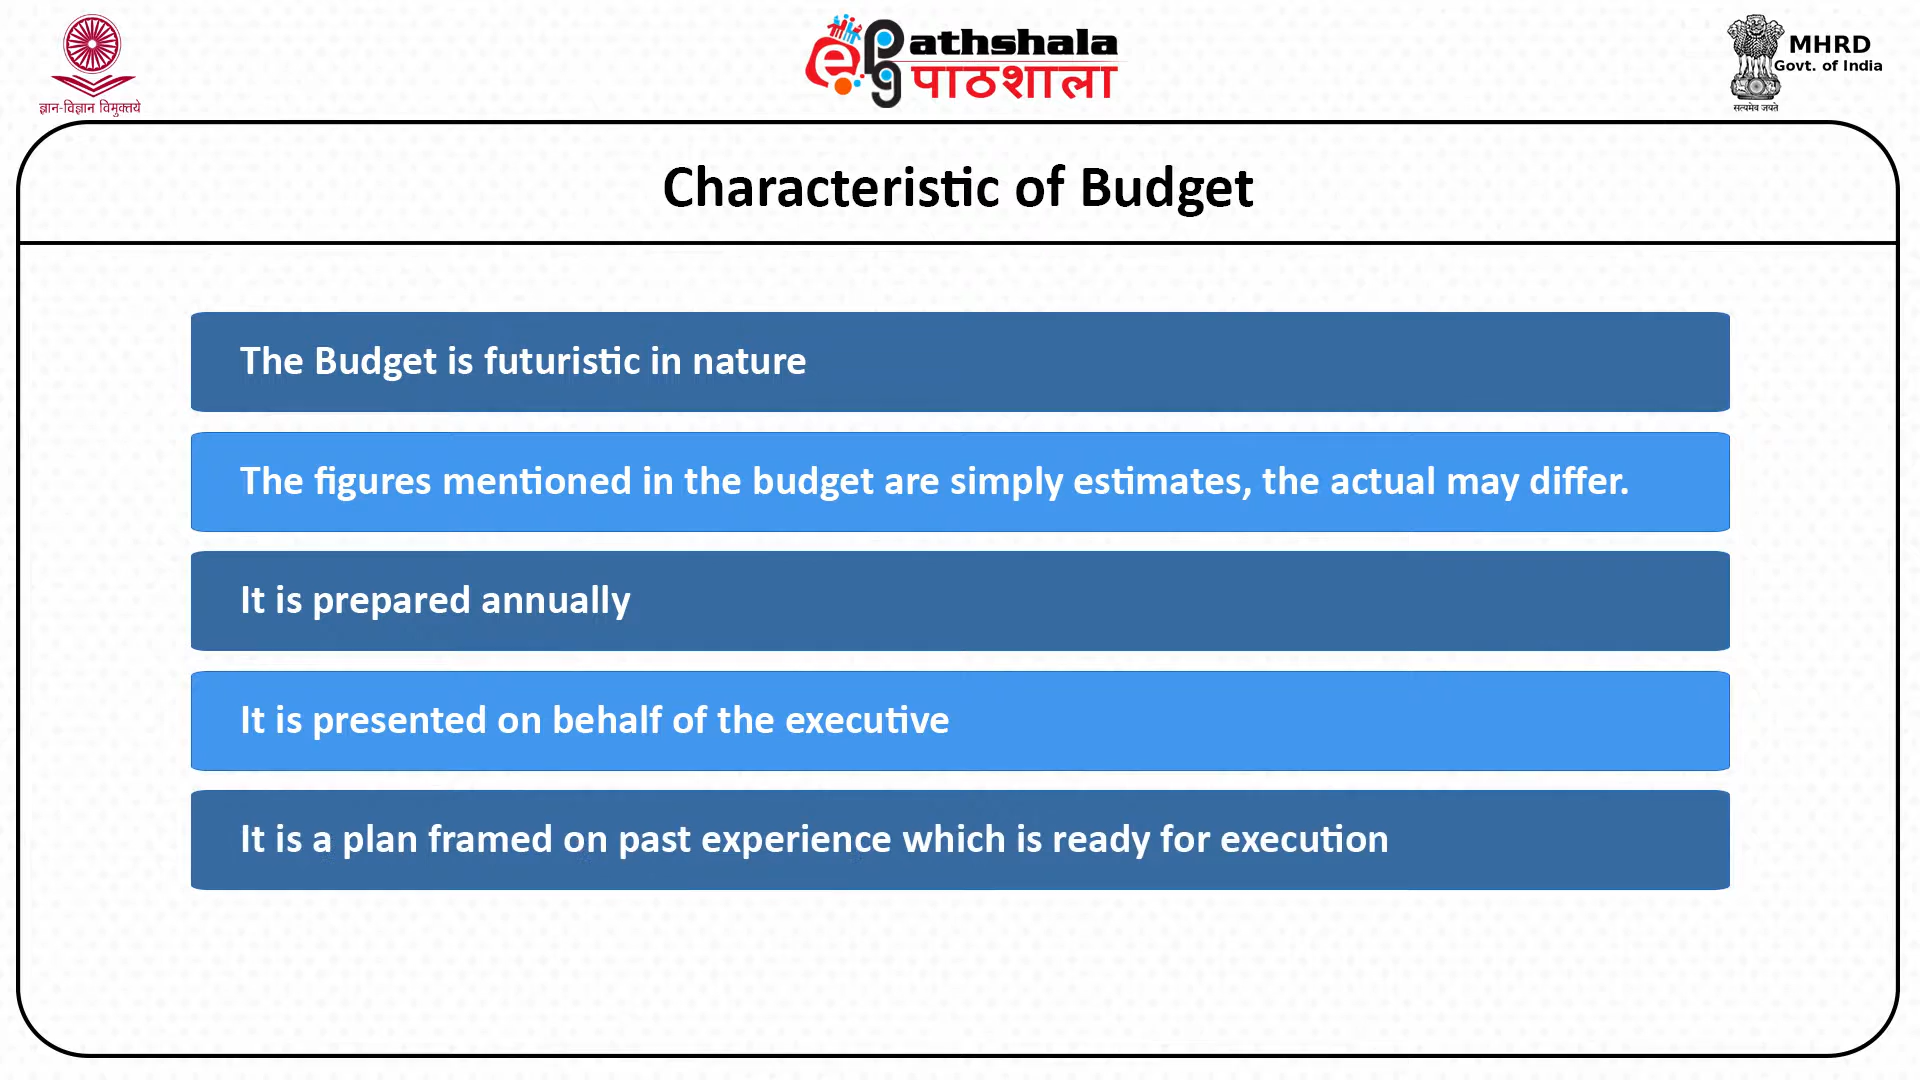 ज्ञान-विज्ञान विमुक्तये
ePG athshala
पाठशाला
MHRD
Govt. of India
सत्यमेव जयते
Characteristic of Budget
The Budget is futuristic in nature
The figures mentioned in the budget are simply estimates, the actual may differ.
It is prepared annually
It is presented on behalf of the executive
It is a plan framed on past experience which is ready for execution